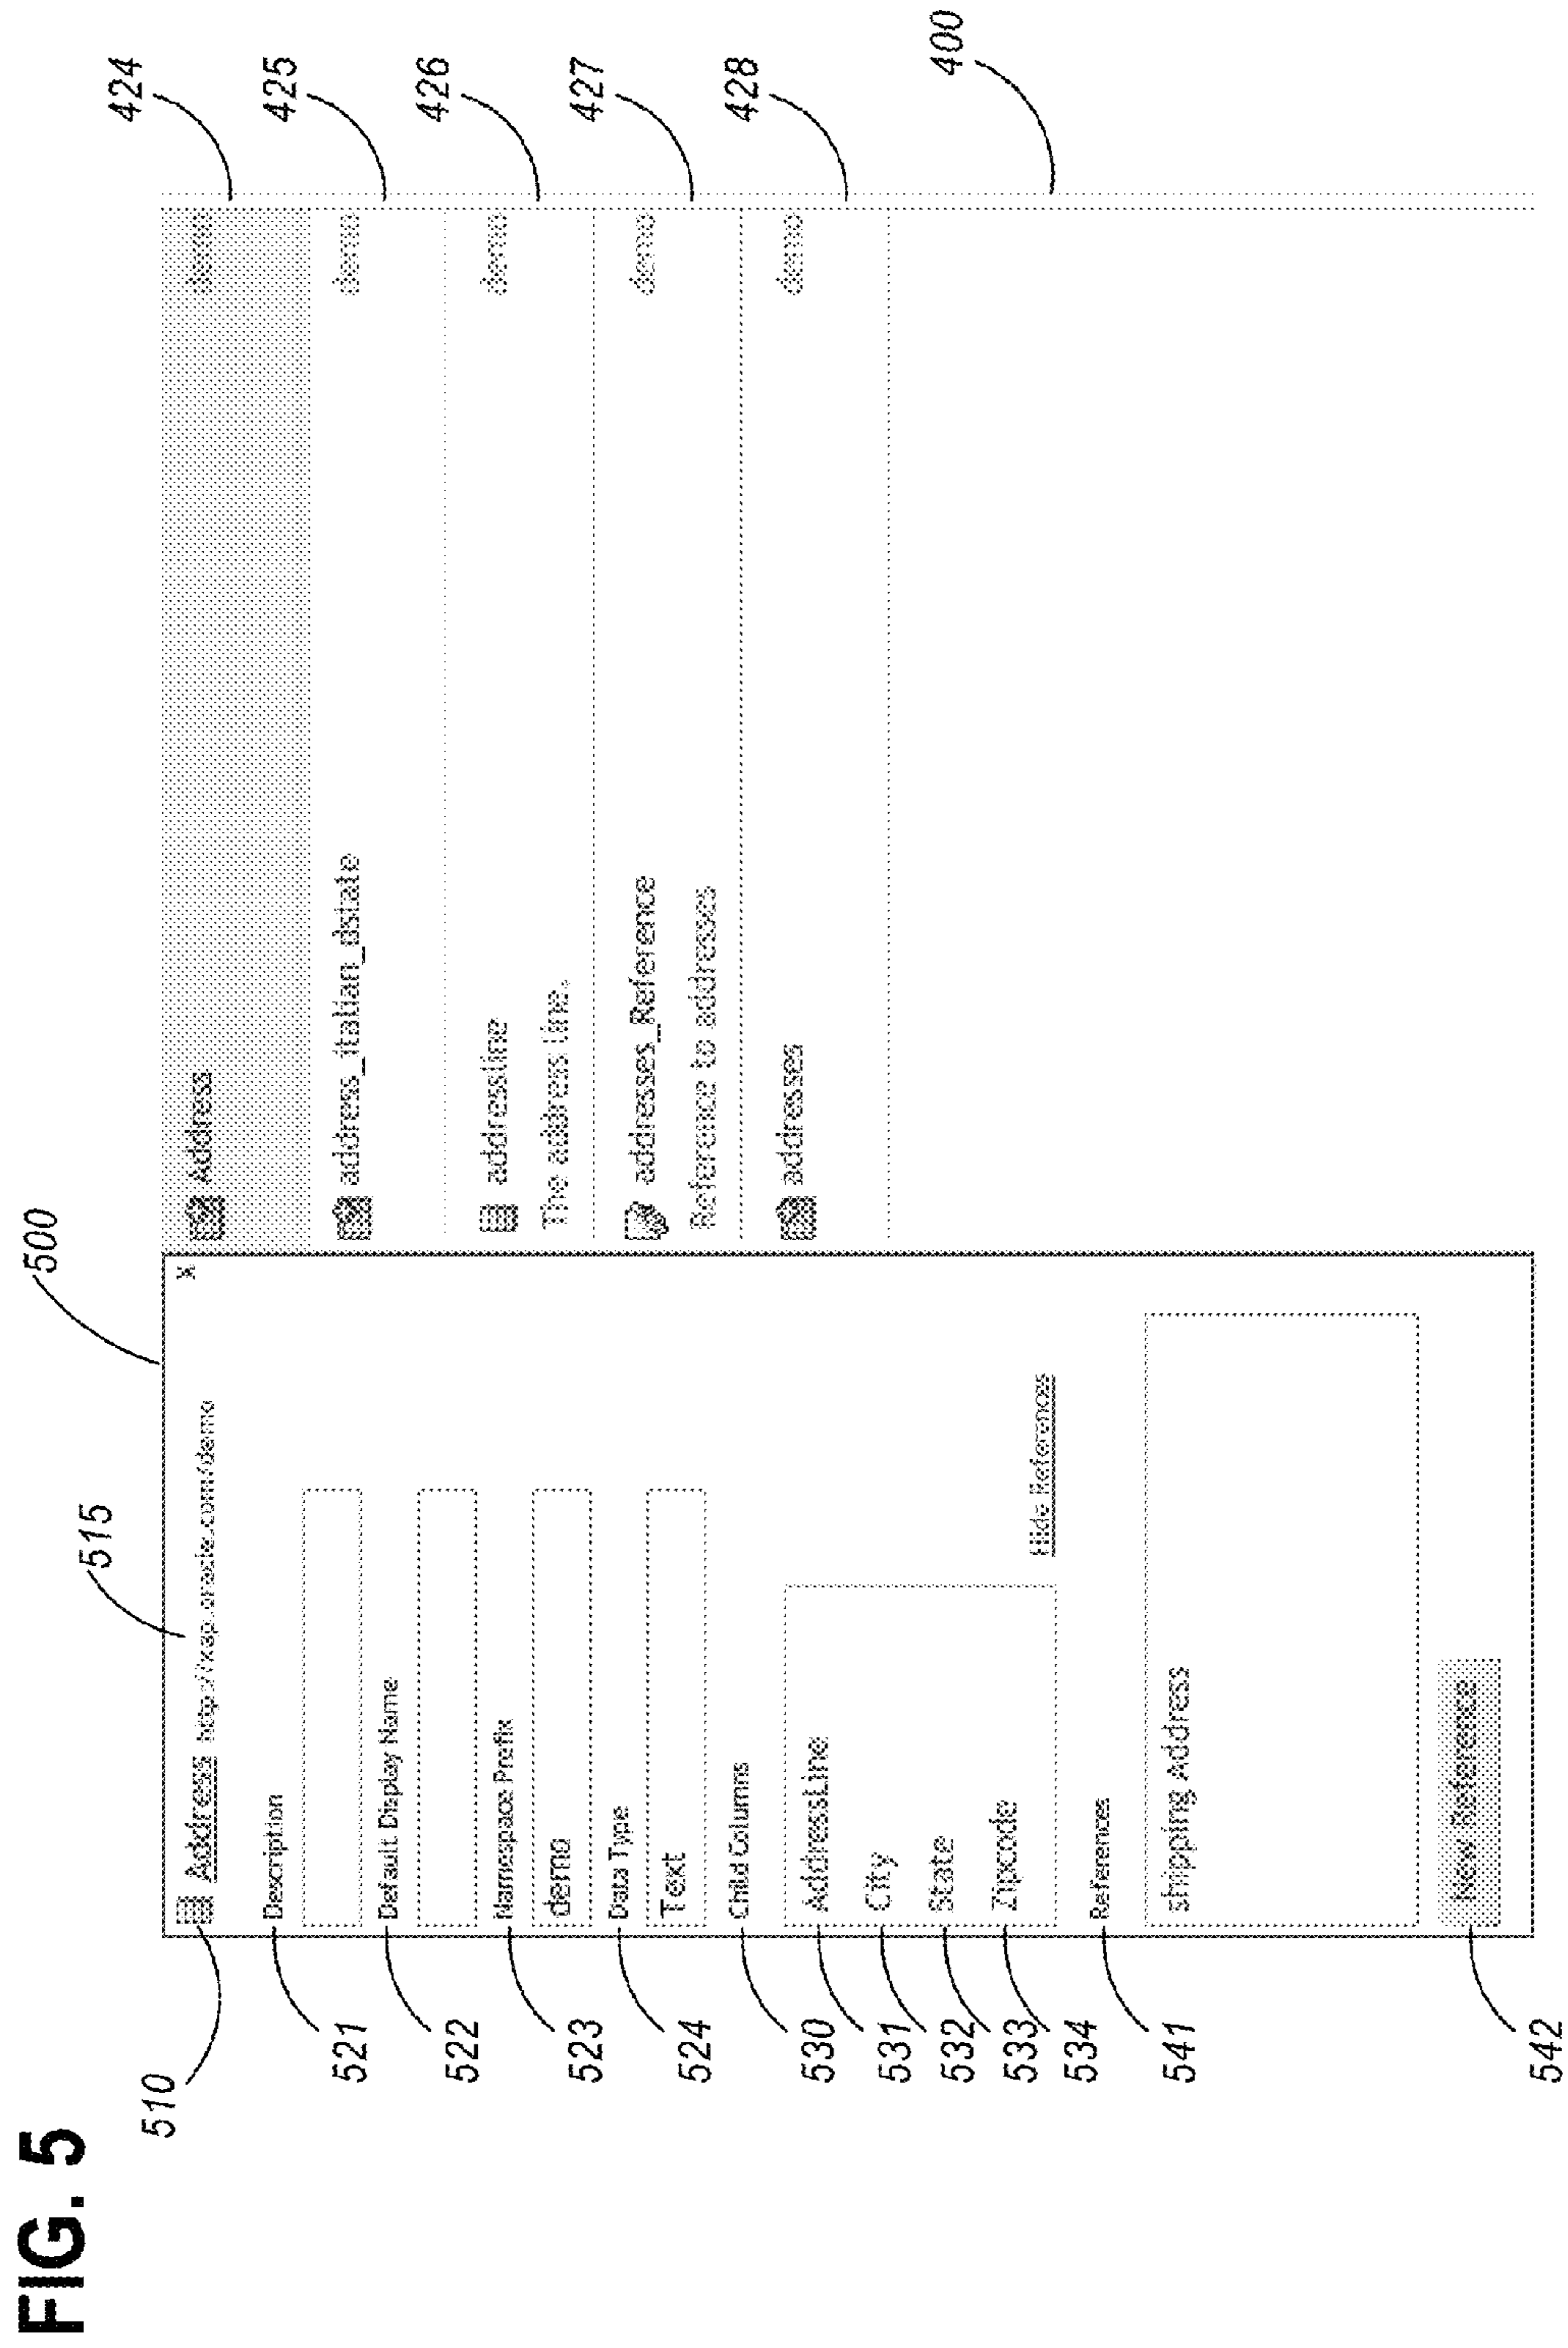 FIG. 5
500
515
510
Address http://xap.oracle.com/demo
x
521
Description
522
Default Display Name
523
Namespace Prefix
demo
524
Data Type
Text
530
Child Columns
531
AddressLine
532
City
533
State
534
Zipcode
Hide References
541
References
shipping Address
542
New Reference
Address
demo
424
address_italian_dstate
demo
425
addressline
demo
The address line.
426
addresses_Reference
demo
Reference to addresses
427
addresses
demo
428
400